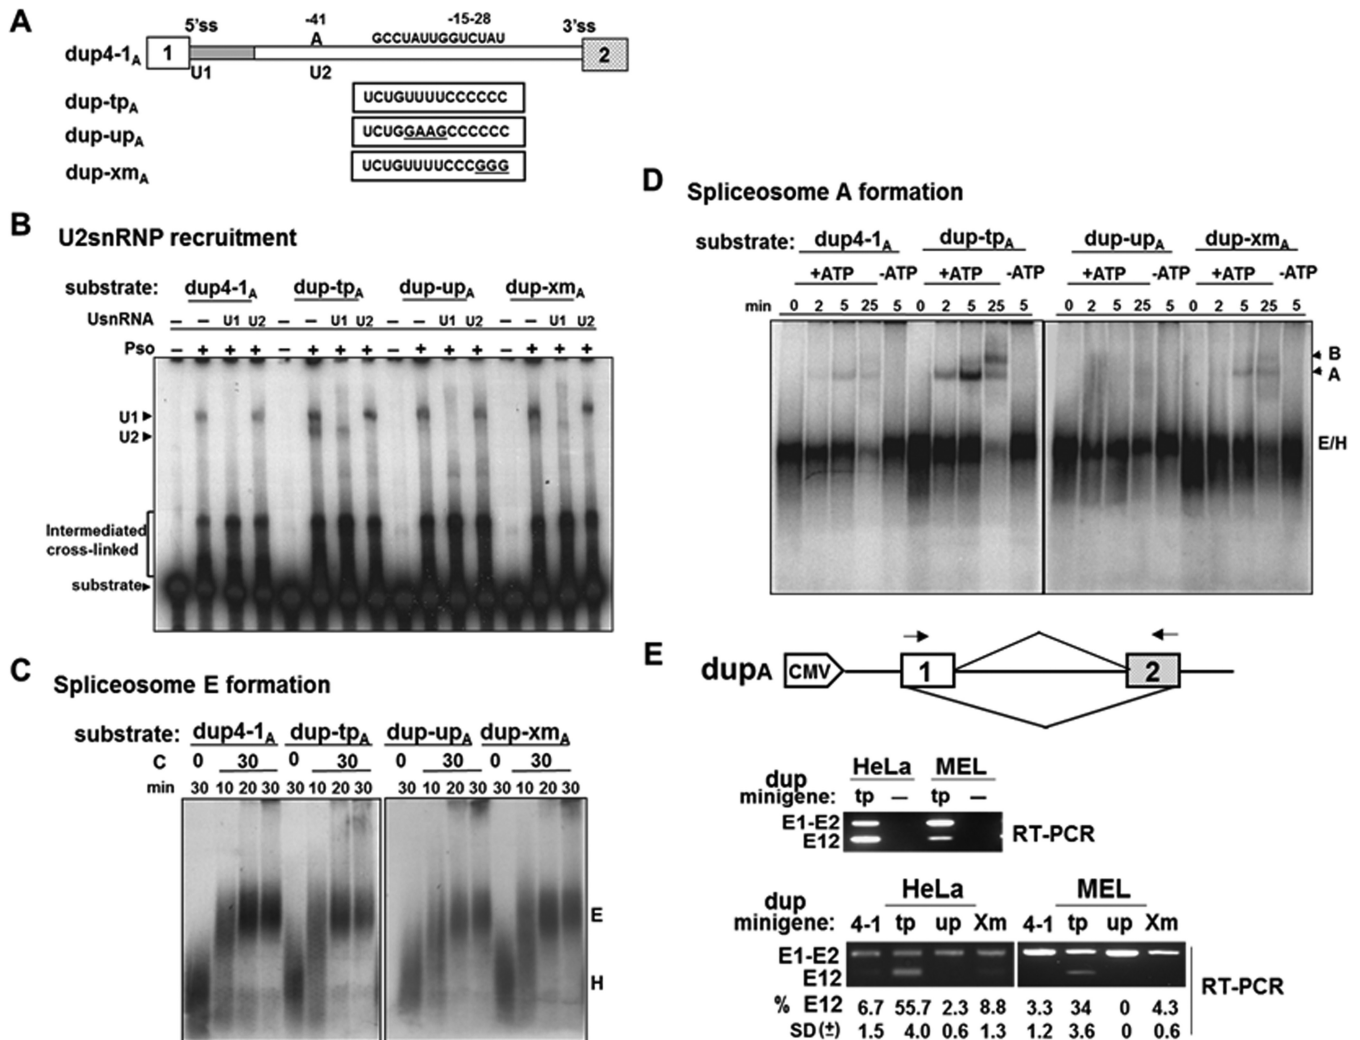 A
5'ss -41 -15-28 3'ss
A GCCUAUUGGUCUAU
dup4-1A 1 2
U1 U2
dup-tpA UCUGUUUUCCCCCC
dup-upA UCUGGAAGCCCCCC
dup-xmA UCUGUUUUCCCGGG
B U2snRNP recruitment
substrate: dup4-1A dup-tpA dup-upA dup-xmA
UsnRNA – – U1 U2 – – U1 U2 – – U1 U2 – – U1 U2
Pso – + + + – + + + – + + + – + + +
U1
U2
Intermediated
cross-linked
substrate
C Spliceosome E formation
substrate: dup4-1A dup-tpA dup-upA dup-xmA
C 0 30 0 30 0 30 0 30
min 30 10 20 30 30 10 20 30 30 10 20 30 30 10 20 30
E
H
D Spliceosome A formation
substrate: dup4-1A dup-tpA dup-upA dup-xmA
+ATP -ATP +ATP -ATP +ATP -ATP +ATP -ATP
min 0 2 5 25 5 0 2 5 25 5 0 2 5 25 5 0 2 5 25 5
B
A
E/H
E
dupA CMV 1 2
dup HeLa MEL
minigene: tp – tp –
E1-E2
E12
RT-PCR
dup HeLa MEL
minigene: 4-1 tp up Xm 4-1 tp up Xm
E1-E2
E12
RT-PCR
% E12 6.7 55.7 2.3 8.8 3.3 34 0 4.3
SD(±) 1.5 4.0 0.6 1.3 1.2 3.6 0 0.6